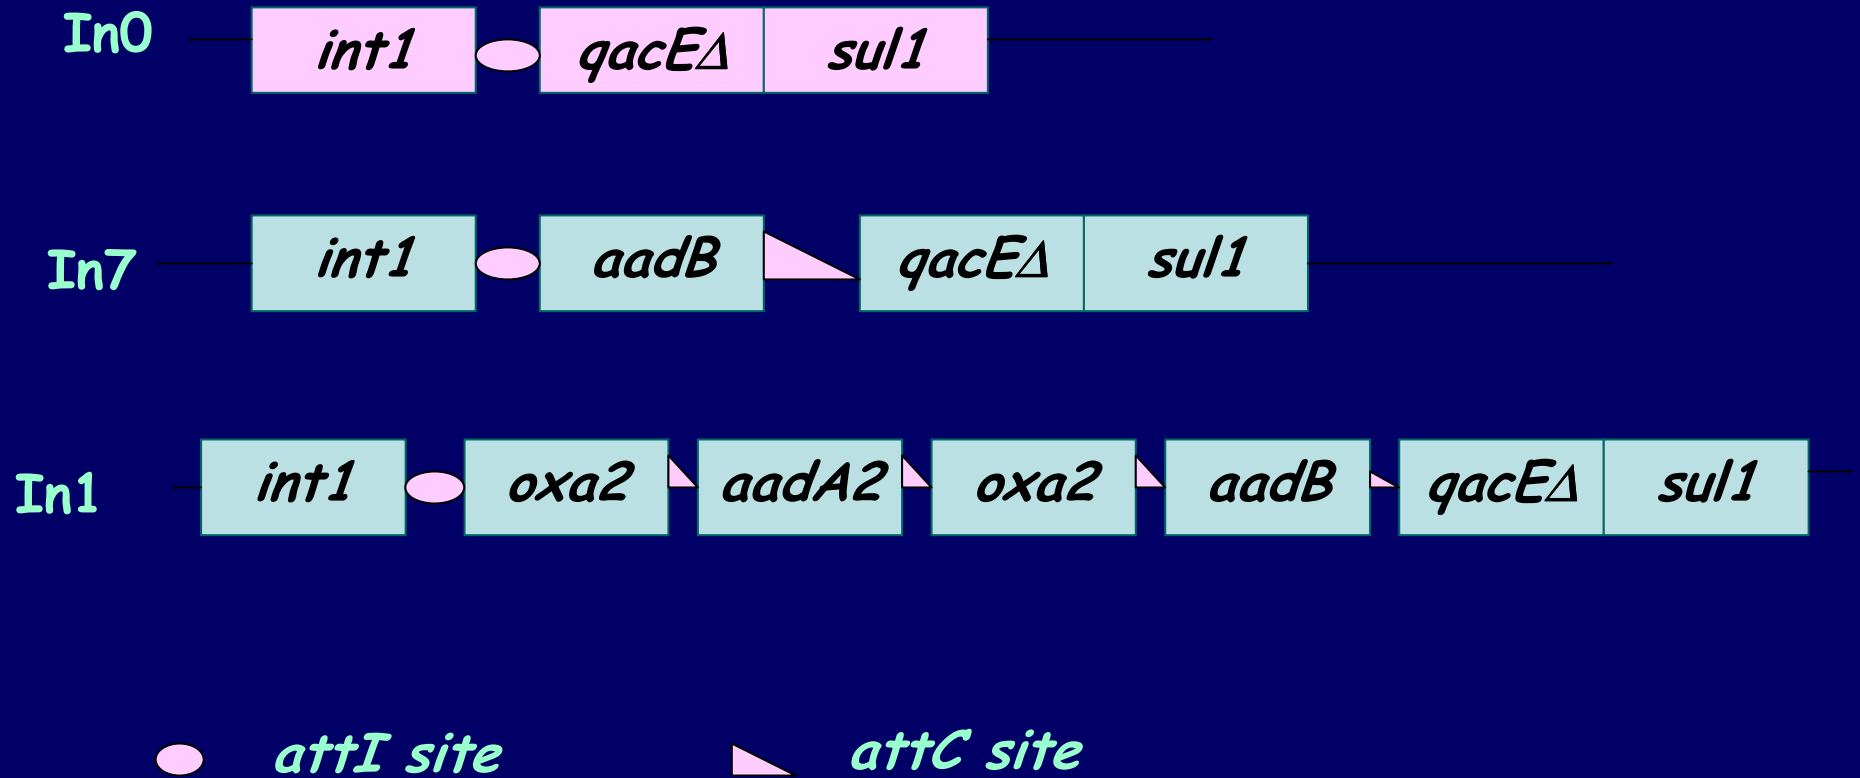 In0 int1 qacEΔ sul1
In7 int1 aadB qacEΔ sul1
In1 int1 oxa2 aadA2 oxa2 aadB qacEΔ sul1
attI site attC site